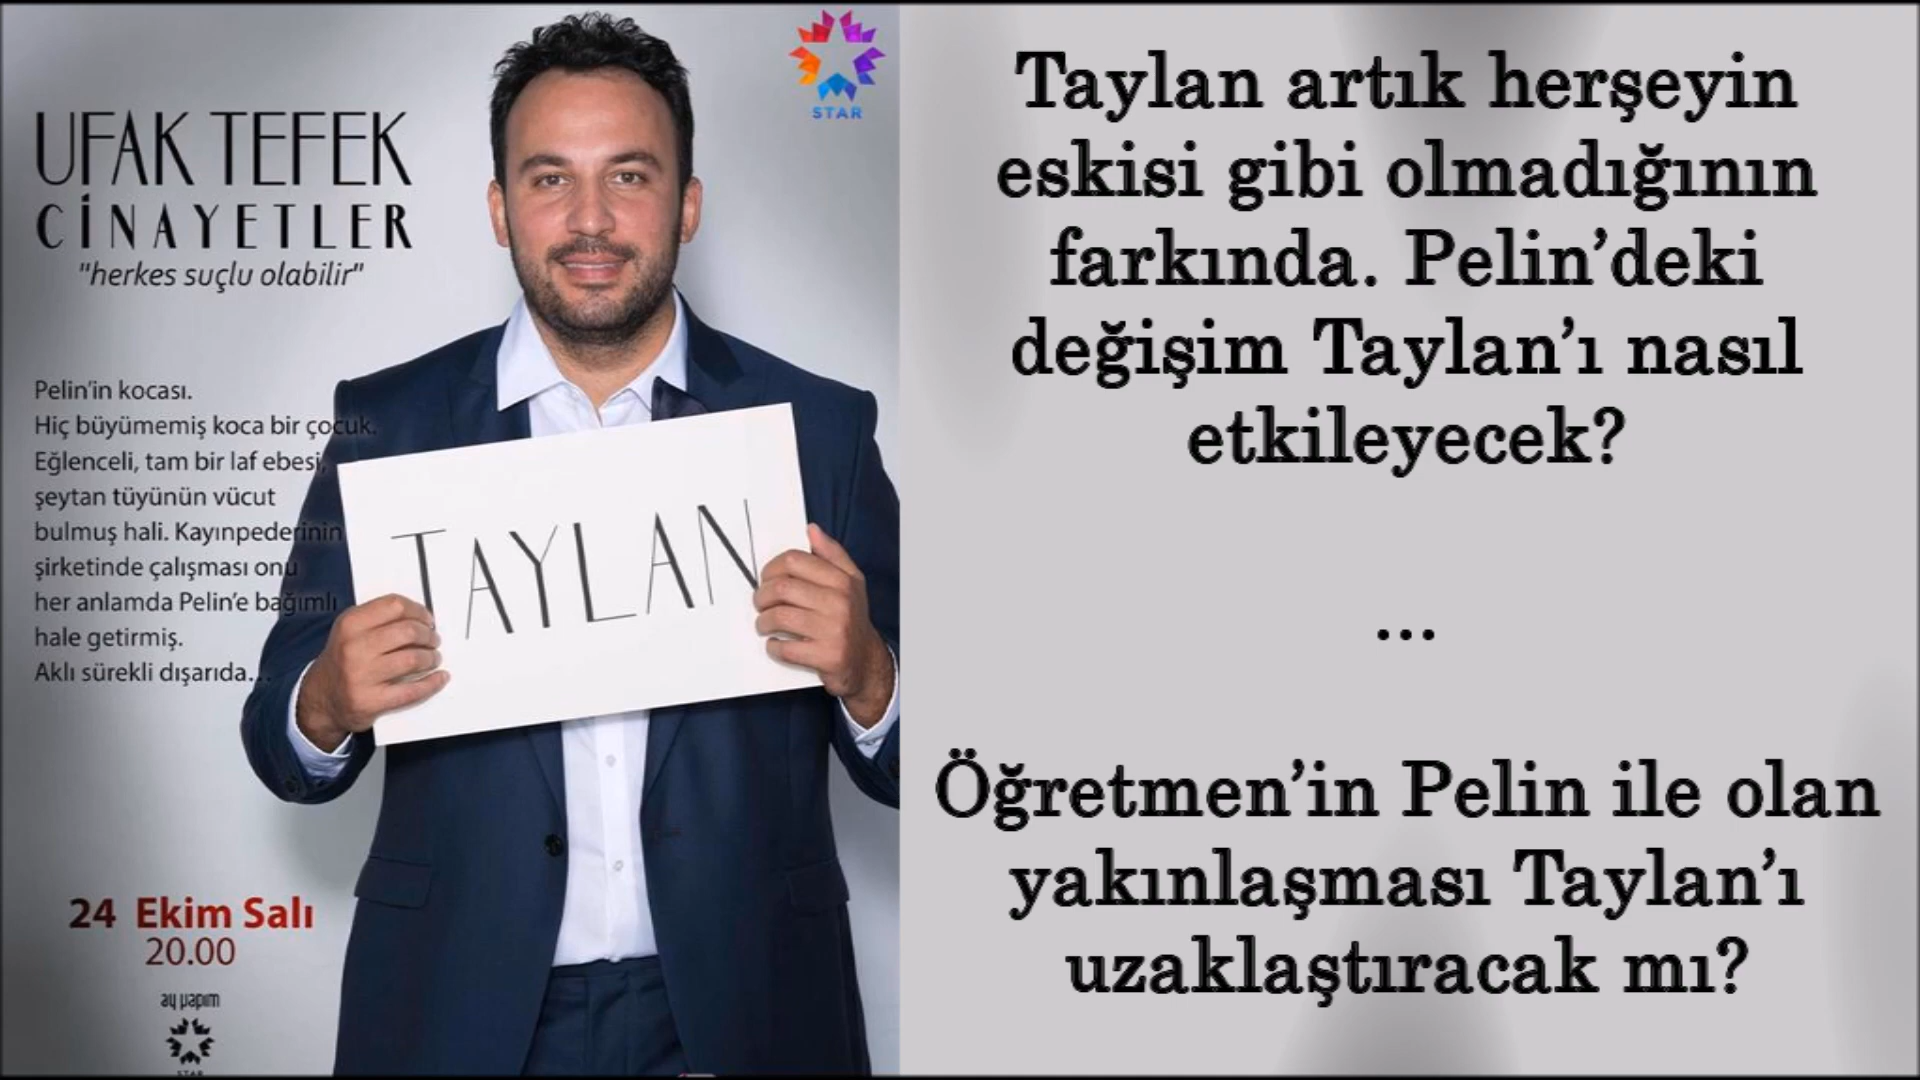 UFAK TEFEK
CİNAYETLER
"herkes suçlu olabilir"
Pelin'in kocası.
Hiç büyümemiş koca bir çocuk.
Eğlenceli, tam bir laf ebesi,
şeytan tüyünün vücut
bulmuş hali. Kayınpederinin
şirketinde çalışması onu
her anlamda Pelin'e bağımlı
hale getirmiş.
Aklı sürekli dışarıda...
24 Ekim Salı
20.00
ay yapım
STAR
STAR
TAYLAN
Taylan artık herşeyin
eskisi gibi olmadığının
farkında. Pelin’deki
değişim Taylan’ı nasıl
etkileyecek?
...
Öğretmen’in Pelin ile olan
yakınlaşması Taylan’ı
uzaklaştıracak mı?